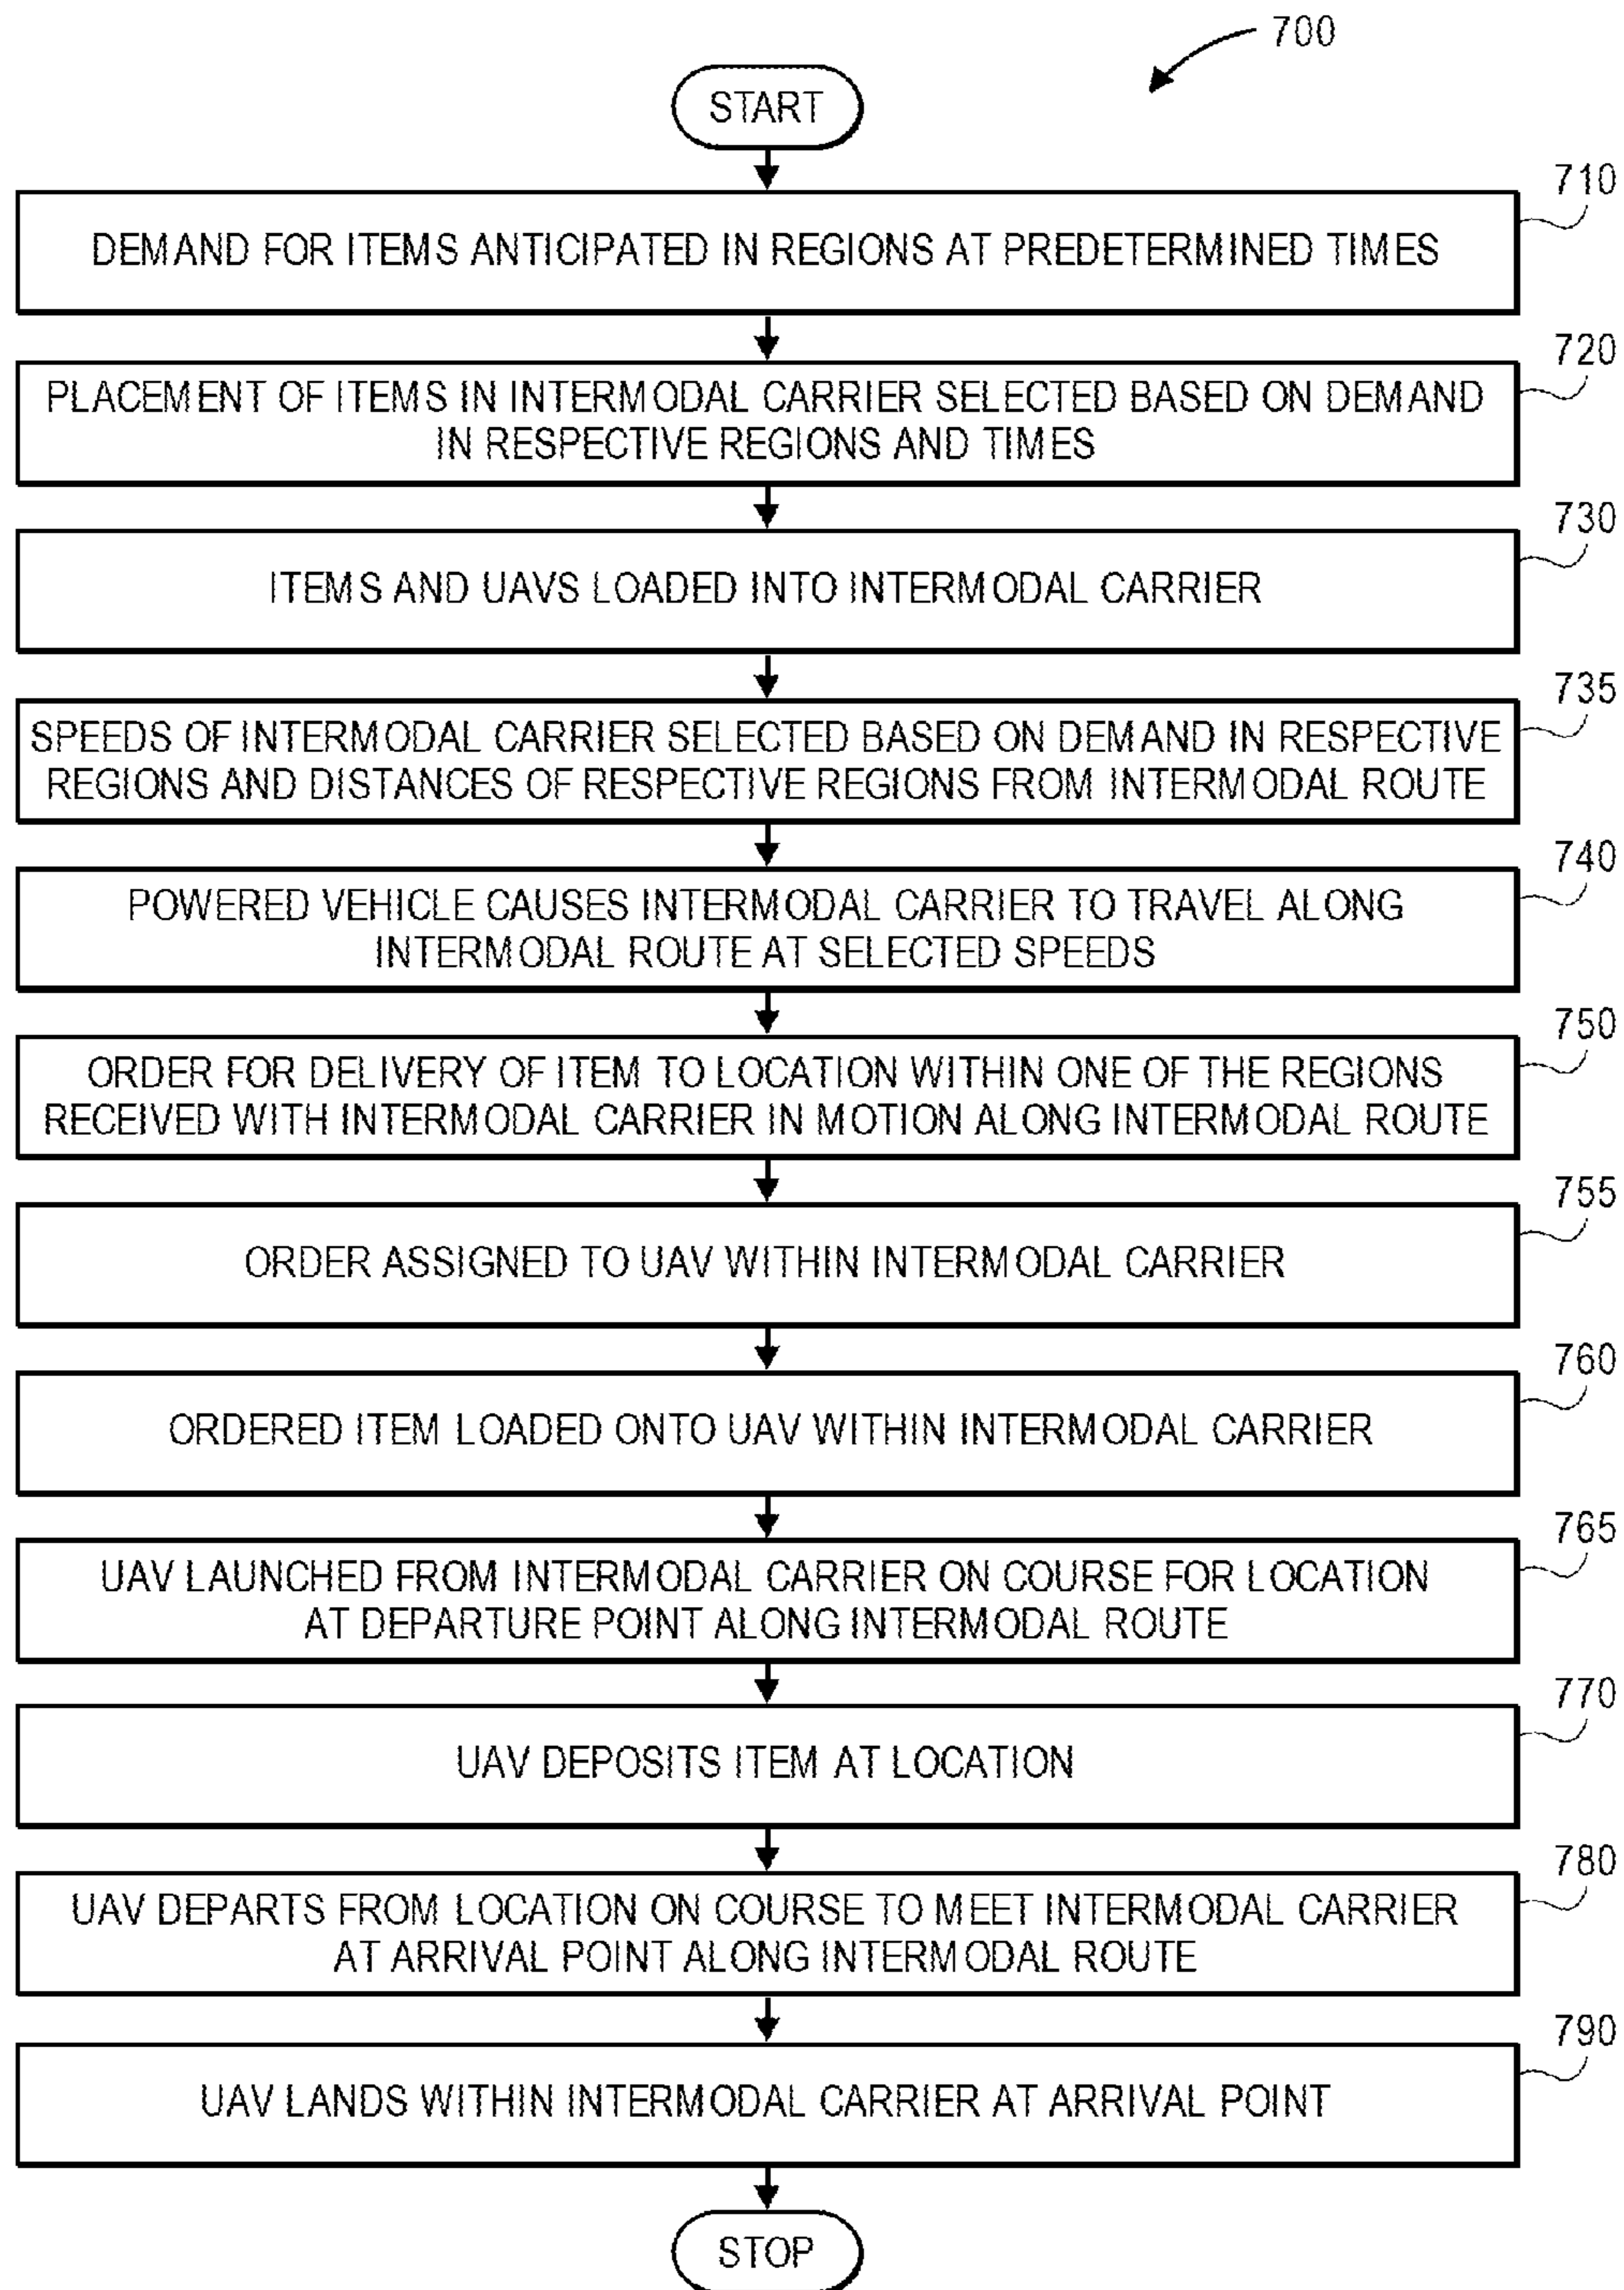 700
START
710
DEMAND FOR ITEMS ANTICIPATED IN REGIONS AT PREDETERMINED TIMES
720
PLACEMENT OF ITEMS IN INTERMODAL CARRIER SELECTED BASED ON DEMAND
IN RESPECTIVE REGIONS AND TIMES
730
ITEMS AND UAVS LOADED INTO INTERMODAL CARRIER
735
SPEEDS OF INTERMODAL CARRIER SELECTED BASED ON DEMAND IN RESPECTIVE
REGIONS AND DISTANCES OF RESPECTIVE REGIONS FROM INTERMODAL ROUTE
740
POWERED VEHICLE CAUSES INTERMODAL CARRIER TO TRAVEL ALONG
INTERMODAL ROUTE AT SELECTED SPEEDS
750
ORDER FOR DELIVERY OF ITEM TO LOCATION WITHIN ONE OF THE REGIONS
RECEIVED WITH INTERMODAL CARRIER IN MOTION ALONG INTERMODAL ROUTE
755
ORDER ASSIGNED TO UAV WITHIN INTERMODAL CARRIER
760
ORDERED ITEM LOADED ONTO UAV WITHIN INTERMODAL CARRIER
765
UAV LAUNCHED FROM INTERMODAL CARRIER ON COURSE FOR LOCATION
AT DEPARTURE POINT ALONG INTERMODAL ROUTE
770
UAV DEPOSITS ITEM AT LOCATION
780
UAV DEPARTS FROM LOCATION ON COURSE TO MEET INTERMODAL CARRIER
AT ARRIVAL POINT ALONG INTERMODAL ROUTE
790
UAV LANDS WITHIN INTERMODAL CARRIER AT ARRIVAL POINT
STOP